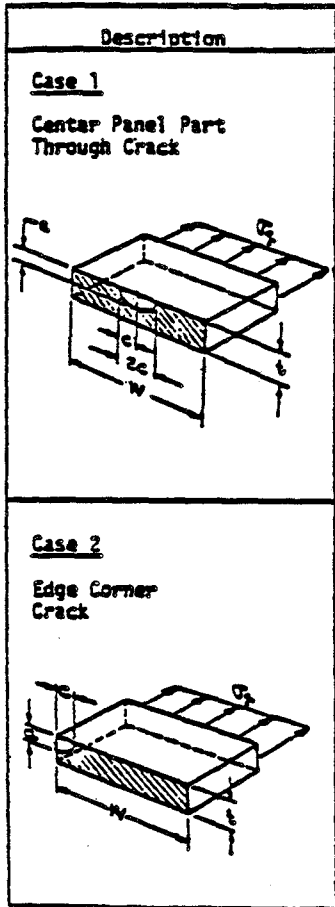 Description
Case 1
Center Panel Part
Through Crack
a
σ
t
c
2c
W
Case 2
Edge Corner
Crack
c
σ
a
t
W